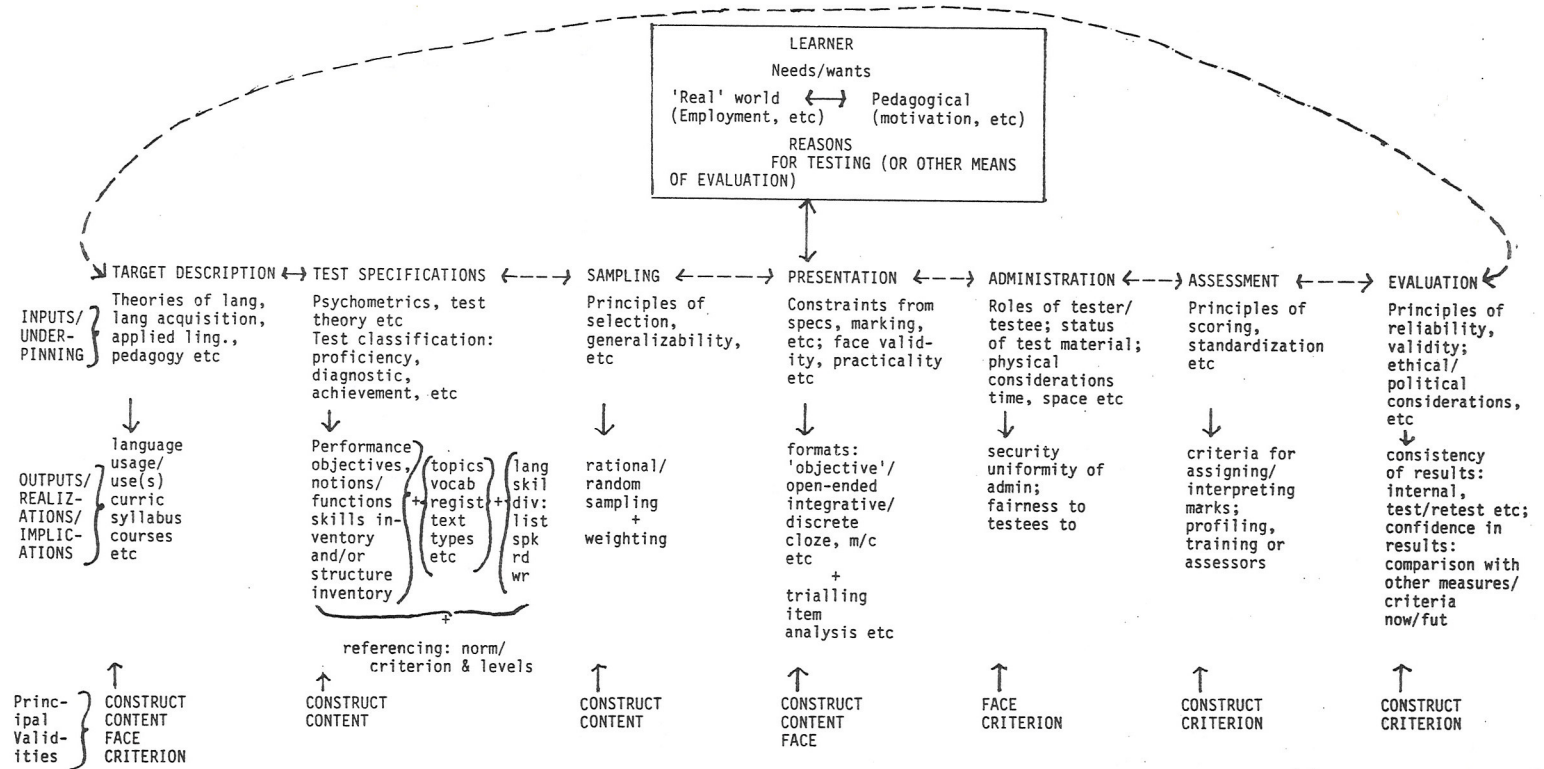 LEARNER
Needs/wants
'Real' world ↔ Pedagogical
(Employment, etc) (motivation, etc)
REASONS
FOR TESTING (OR OTHER MEANS
OF EVALUATION)
TARGET DESCRIPTION ↔ TEST SPECIFICATIONS ↔ SAMPLING ↔ PRESENTATION ↔ ADMINISTRATION ↔ ASSESSMENT ↔ EVALUATION
INPUTS/
UNDER-
PINNING
Theories of lang,
lang acquisition,
applied ling.,
pedagogy etc
Psychometrics, test
theory etc
Test classification:
proficiency,
diagnostic,
achievement, etc
Principles of
selection,
generalizability,
etc
Constraints from
specs, marking,
etc; face valid-
ity, practicality
etc
Roles of tester/
testee; status
of test material;
physical
considerations
time, space etc
Principles of
scoring,
standardization
etc
Principles of
reliability,
validity;
ethical/
political
considerations,
etc
OUTPUTS/
REALIZ-
ATIONS/
IMPLIC-
ATIONS
language
usage/
use(s)
curric
syllabus
courses
etc
Performance
objectives,
notions/
functions
skills in-
ventory
and/or
structure
inventory
+
topics
vocab
regist
text
types
etc
+
lang
skil
div:
list
spk
rd
wr
+
referencing: norm/
criterion & levels
rational/
random
sampling
+
weighting
formats:
'objective'/
open-ended
integrative/
discrete
cloze, m/c
etc
+
trialling
item
analysis etc
security
uniformity of
admin;
fairness to
testees to
criteria for
assigning/
interpreting
marks;
profiling,
training or
assessors
consistency
of results:
internal,
test/retest etc;
confidence in
results:
comparison with
other measures/
criteria
now/fut
Princ-
ipal
Valid-
ities
CONSTRUCT
CONTENT
FACE
CRITERION
CONSTRUCT
CONTENT
CONSTRUCT
CONTENT
CONSTRUCT
CONTENT
FACE
FACE
CRITERION
CONSTRUCT
CRITERION
CONSTRUCT
CRITERION